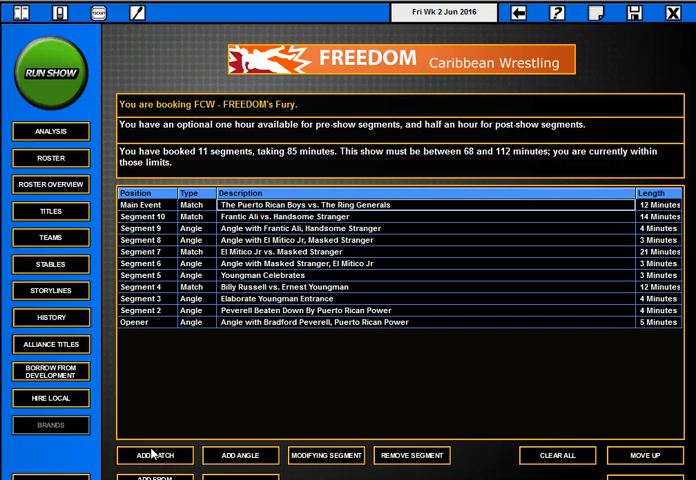 Fri Wk 2 Jun 2016
TICKET
RUN SHOW
FREEDOM Caribbean Wrestling
You are booking FCW - FREEDOM's Fury.
You have an optional one hour available for pre-show segments, and half an hour for post-show segments.
You have booked 11 segments, taking 85 minutes. This show must be between 68 and 112 minutes; you are currently within
those limits.
ANALYSIS
ROSTER
ROSTER OVERVIEW
TITLES
TEAMS
STABLES
STORYLINES
HISTORY
ALLIANCE TITLES
BORROW FROM
DEVELOPMENT
HIRE LOCAL
BRANDS
Position Type Description Length
Main Event Match The Puerto Rican Boys vs. The Ring Generals 12 Minutes
Segment 10 Match Frantic Ali vs. Handsome Stranger 14 Minutes
Segment 9 Angle Angle with Frantic Ali, Handsome Stranger 4 Minutes
Segment 8 Angle Angle with El Mitico Jr, Masked Stranger 3 Minutes
Segment 7 Match El Mitico Jr vs. Masked Stranger 21 Minutes
Segment 6 Angle Angle with Masked Stranger, El Mitico Jr 3 Minutes
Segment 5 Angle Youngman Celebrates 3 Minutes
Segment 4 Match Billy Russell vs. Ernest Youngman 12 Minutes
Segment 3 Angle Elaborate Youngman Entrance 4 Minutes
Segment 2 Angle Peverell Beaten Down By Puerto Rican Power 4 Minutes
Opener Angle Angle with Bradford Peverell, Puerto Rican Power 5 Minutes
ADD MATCH ADD ANGLE MODIFYING SEGMENT REMOVE SEGMENT CLEAR ALL MOVE UP
ADD FROM